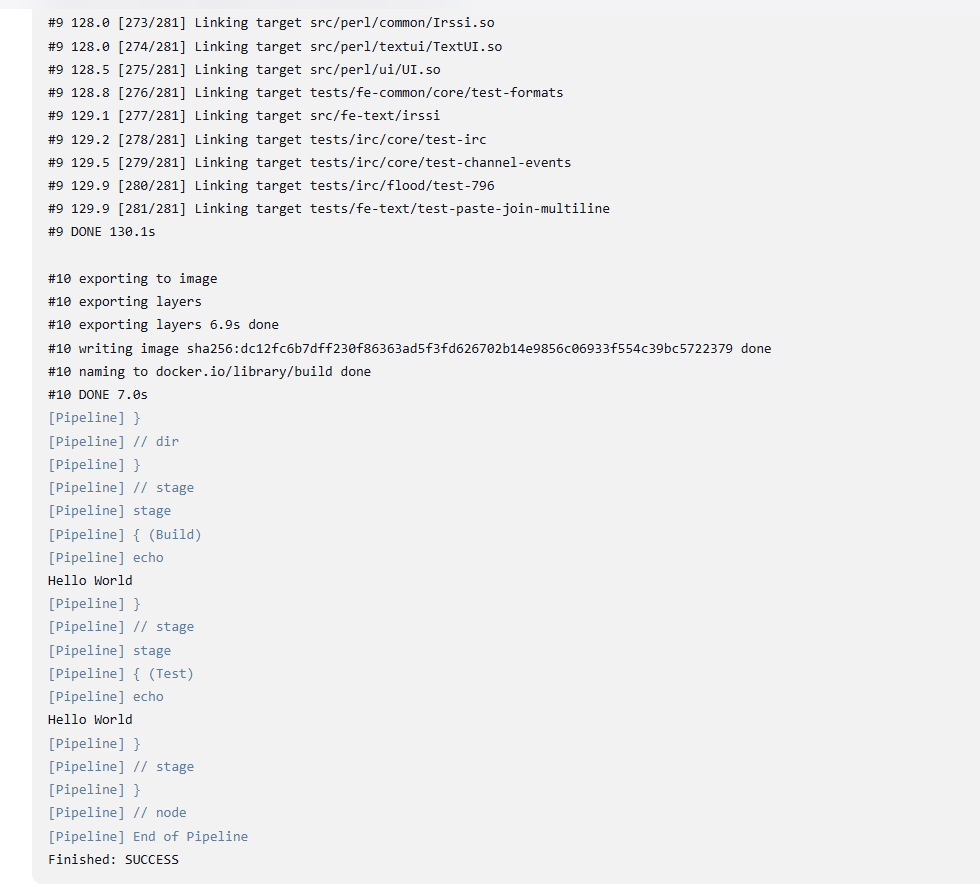 #9 128.0 [273/281] Linking target src/perl/common/Irssi.so
#9 128.0 [274/281] Linking target src/perl/textui/TextUI.so
#9 128.5 [275/281] Linking target src/perl/ui/UI.so
#9 128.8 [276/281] Linking target tests/fe-common/core/test-formats
#9 129.1 [277/281] Linking target src/fe-text/irssi
#9 129.2 [278/281] Linking target tests/irc/core/test-irc
#9 129.5 [279/281] Linking target tests/irc/core/test-channel-events
#9 129.9 [280/281] Linking target tests/irc/flood/test-796
#9 129.9 [281/281] Linking target tests/fe-text/test-paste-join-multiline
#9 DONE 130.1s

#10 exporting to image
#10 exporting layers
#10 exporting layers 6.9s done
#10 writing image sha256:dc12fc6b7dff230f86363ad5f3fd626702b14e9856c06933f554c39bc5722379 done
#10 naming to docker.io/library/build done
#10 DONE 7.0s
[Pipeline] }
[Pipeline] // dir
[Pipeline] }
[Pipeline] // stage
[Pipeline] stage
[Pipeline] { (Build)
[Pipeline] echo
Hello World
[Pipeline] }
[Pipeline] // stage
[Pipeline] stage
[Pipeline] { (Test)
[Pipeline] echo
Hello World
[Pipeline] }
[Pipeline] // stage
[Pipeline] }
[Pipeline] // node
[Pipeline] End of Pipeline
Finished: SUCCESS